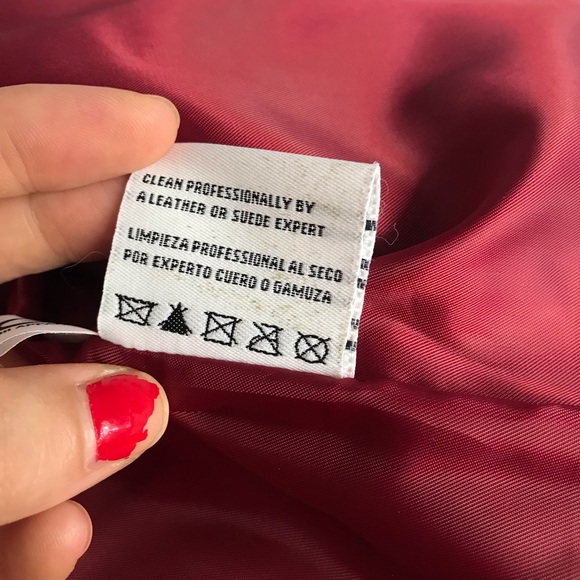 CLEAN PROFESSIONALLY BY
A LEATHER OR SUEDE EXPERT
LIMPIEZA PROFESSIONAL AL SECO
POR EXPERTO CUERO O GAMUZA